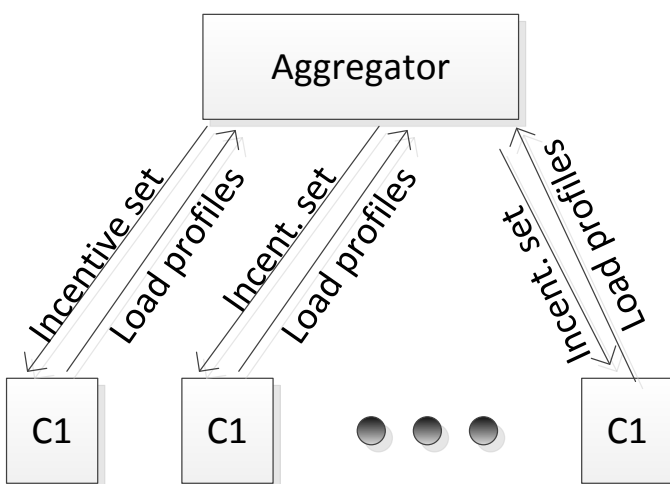 Aggregator
Incentive set
Load profiles
Incent. set
Load profiles
Incent. set
Load profiles
C1
C1
C1